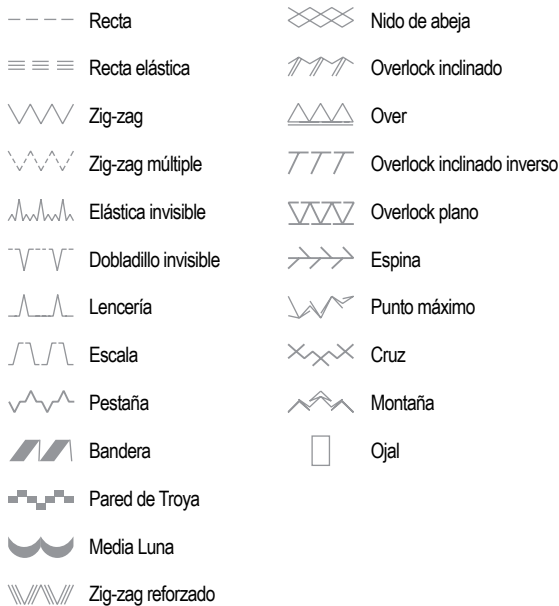 Recta
Recta elástica
Zig-zag
Zig-zag múltiple
Elástica invisible
Dobladillo invisible
Lencería
Escala
Pestaña
Bandera
Pared de Troya
Media Luna
Zig-zag reforzado
Nido de abeja
Overlock inclinado
Over
Overlock inclinado inverso
Overlock plano
Espina
Punto máximo
Cruz
Montaña
Ojal